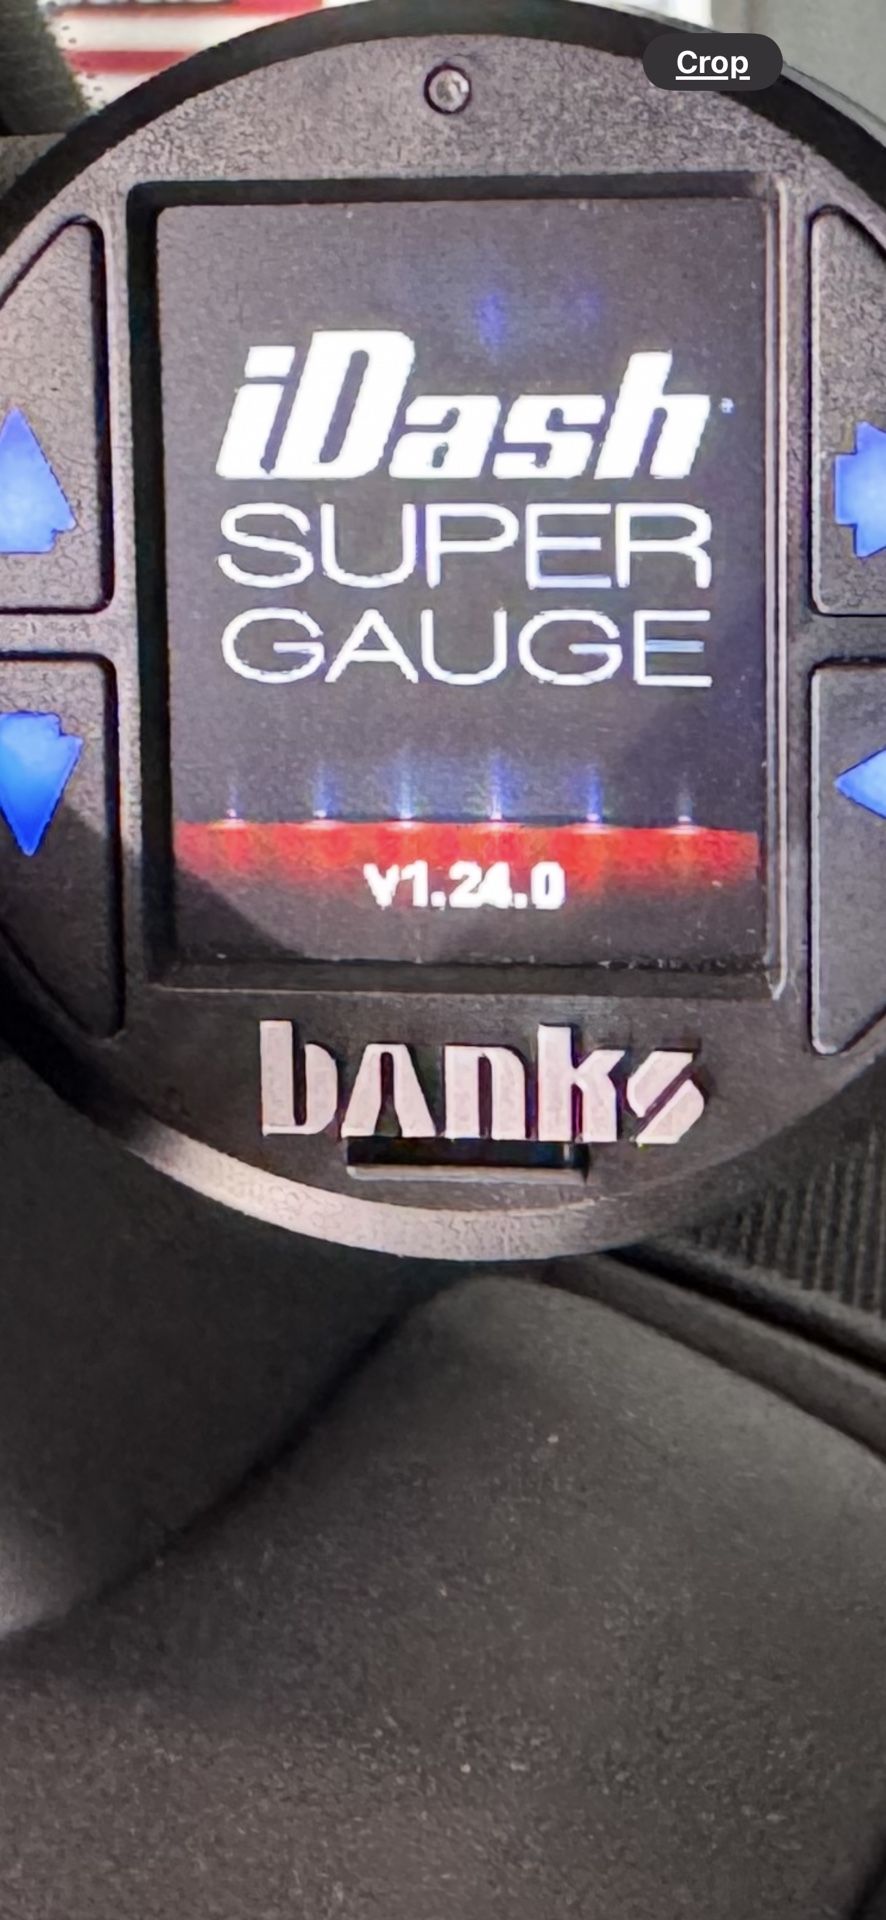 Crop
iDash
SUPER
GAUGE
v1.24.0
banks